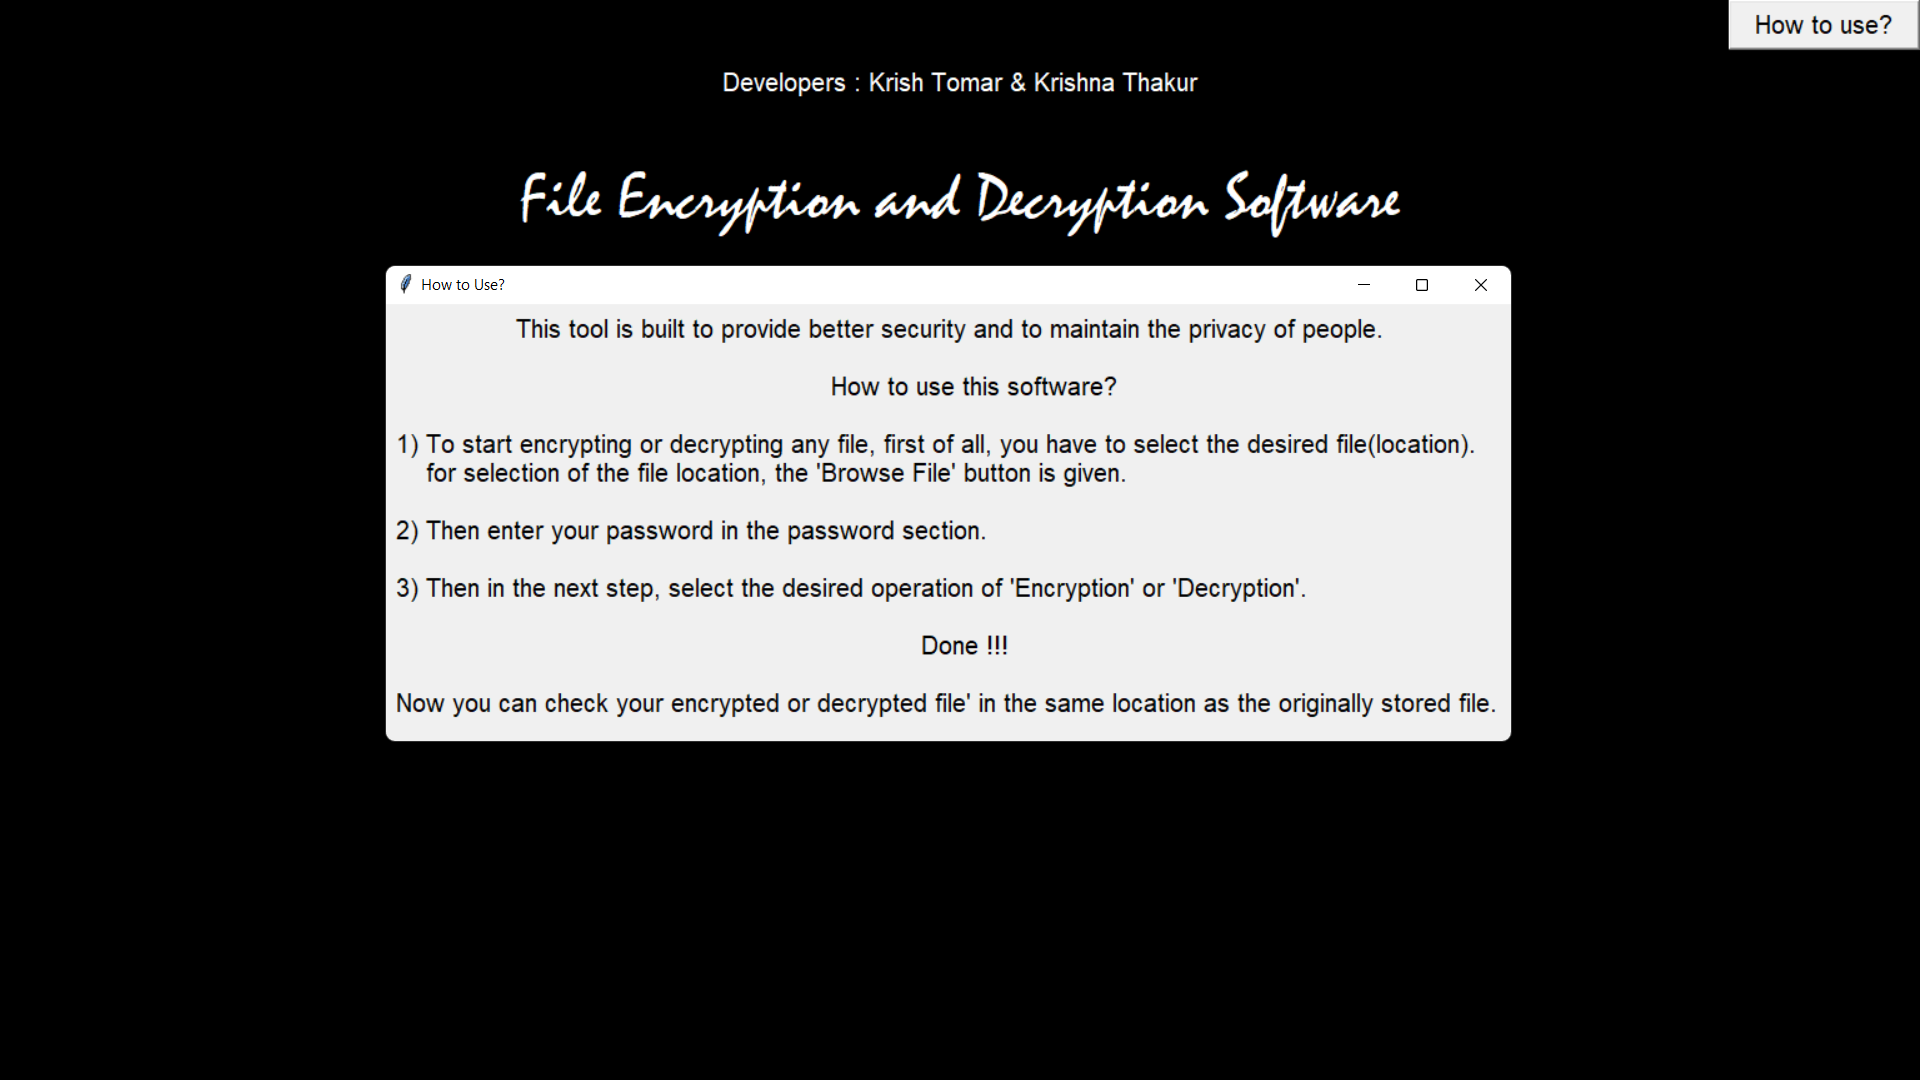 How to use?
Developers : Krish Tomar & Krishna Thakur
File Encryption and Decryption Software
How to Use?
This tool is built to provide better security and to maintain the privacy of people.
How to use this software?
1) To start encrypting or decrypting any file, first of all, you have to select the desired file(location).
for selection of the file location, the 'Browse File' button is given.
2) Then enter your password in the password section.
3) Then in the next step, select the desired operation of 'Encryption' or 'Decryption'.
Done !!!
Now you can check your encrypted or decrypted file' in the same location as the originally stored file.